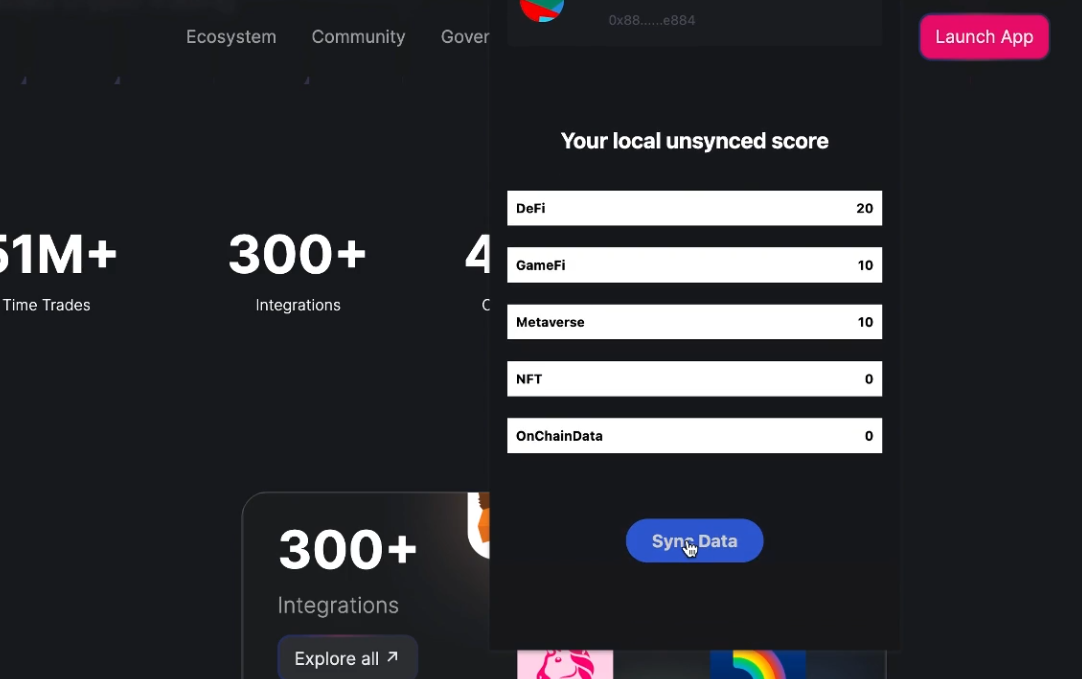 Ecosystem
Community
Gover
0x88......e884
Launch App
Your local unsynced score
DeFi 20
GameFi 10
Metaverse 10
NFT 0
OnChainData 0
Sync Data
51M+
Time Trades
300+
Integrations
4
C
300+
Integrations
Explore all ↗